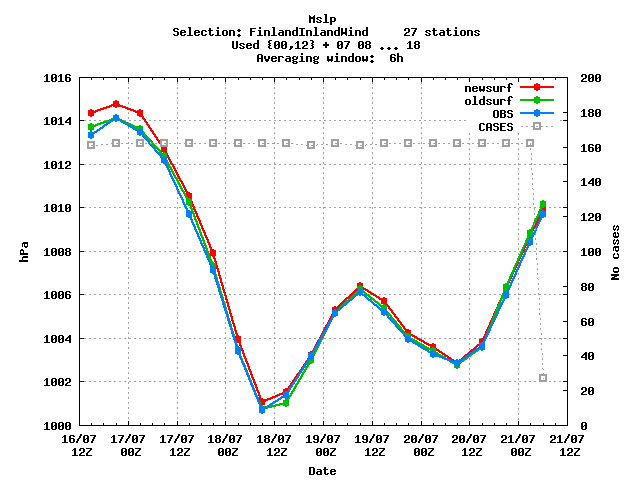 Mslp
Selection: FinlandInlandWind 27 stations
Used {00,12} + 07 08 ... 18
Averaging window: 6h
1016
1014
1012
1010
1008
1006
1004
1002
1000
hPa
200
180
160
140
120
100
80
60
40
20
0
No cases
newsurf
oldsurf
OBS
CASES
16/07 17/07 17/07 18/07 18/07 19/07 19/07 20/07 20/07 21/07 21/07
12Z 00Z 12Z 00Z 12Z 00Z 12Z 00Z 12Z 00Z 12Z
Date